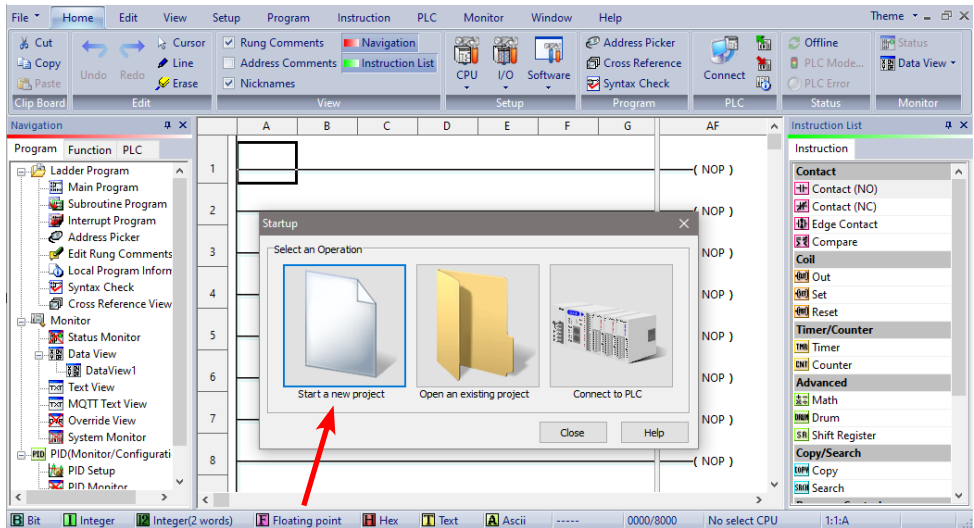 File Home Edit View Setup Program Instruction PLC Monitor Window Help Theme
Cut Copy Paste Clip Board
Undo Redo Cursor Line Erase Edit
Rung Comments Address Comments Nicknames Navigation Instruction List View
CPU I/O Software Setup
Address Picker Cross Reference Syntax Check Program
Connect PLC
Offline PLC Mode... PLC Error Status
Status Data View Monitor
Navigation
Program Function PLC
Ladder Program
Main Program
Subroutine Program
Interrupt Program
Address Picker
Edit Rung Comments
Local Program Inform
Syntax Check
Cross Reference View
Monitor
Status Monitor
Data View
DataView1
Text View
MQTT Text View
Override View
System Monitor
PID PID(Monitor/Configurati
PID Setup
PID Monitor
A B C D E F G AF
1 ( NOP )
2 NOP )
3 NOP )
4 NOP )
5 NOP )
6 NOP )
7 NOP )
8 ( NOP )
Startup
Select an Operation
Start a new project
Open an existing project
Connect to PLC
Close Help
Instruction List
Instruction
Contact
Contact (NO)
Contact (NC)
Edge Contact
Compare
Coil
Out
Set
Reset
Timer/Counter
TMR Timer
CNT Counter
Advanced
Math
DRUM Drum
SR Shift Register
Copy/Search
COPY Copy
Search
B Bit I Integer I2 Integer(2 words) F Floating point H Hex T Text A Ascii ----- 0000/8000 No select CPU 1:1:A